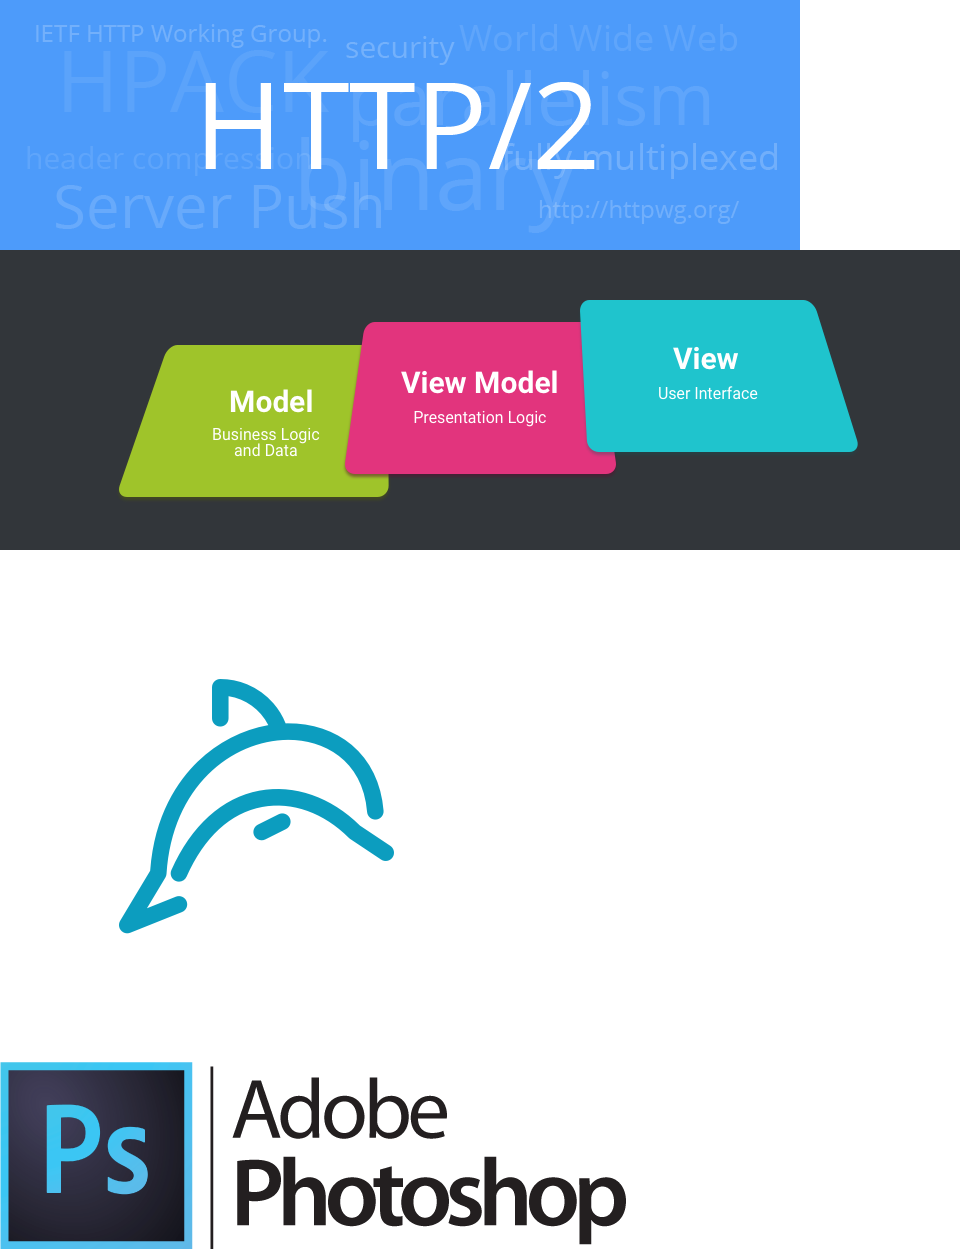 IETF HTTP Working Group.
security
World Wide Web
HPACK
parallelism
HTTP/2
header compression
binary
fully multiplexed
Server Push
http://httpwg.org/
Model
Business Logic
and Data
View Model
Presentation Logic
View
User Interface
Ps
Adobe
Photoshop